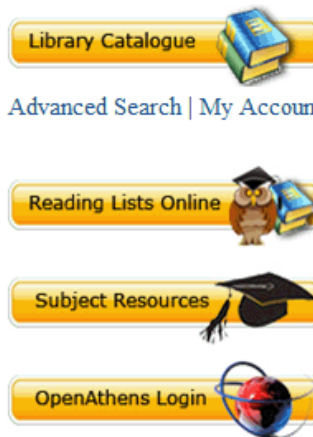 Library Catalogue
Advanced Search | My Accoun
Reading Lists Online
Subject Resources
OpenAthens Login